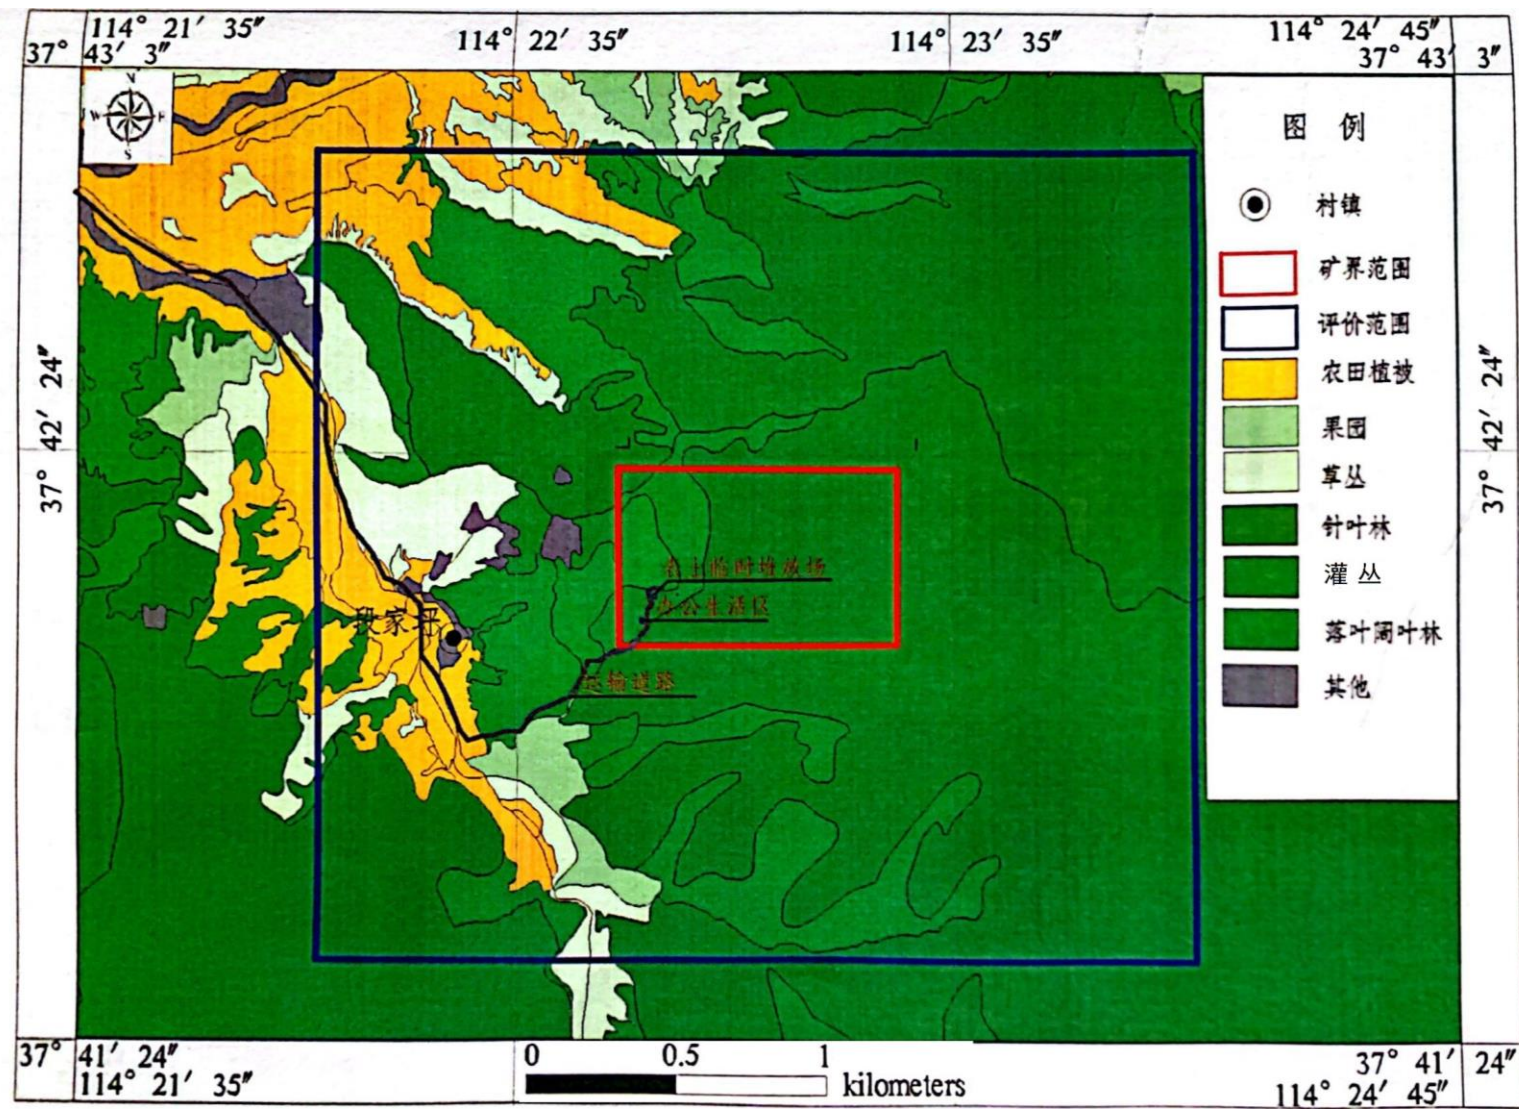 114° 21′ 35″
114° 22′ 35″
114° 23′ 35″
114° 24′ 45″
37° 43′ 3″
37° 43′ 3″
N
W E
S
图 例
村镇
矿界范围
评价范围
农田植被
果园
草丛
针叶林
灌丛
落叶阔叶林
其他
37° 42′ 24″
37° 42′ 24″
表土临时堆放场
办公生活区
段家坪
运输道路
37° 41′ 24″
114° 21′ 35″
0 0.5 1
kilometers
37° 41′ 24″
114° 24′ 45″